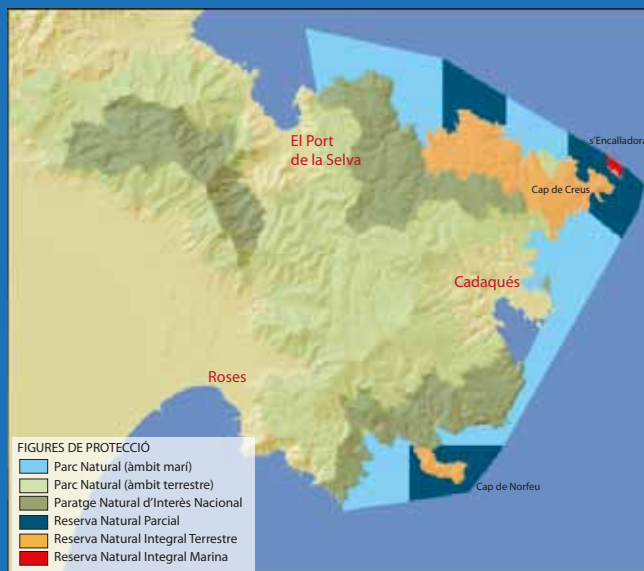 El Port
de la Selva
s'Encalladora
Cap de Creus
Cadaqués
Roses
Cap de Norfeu
FIGURES DE PROTECCIÓ
Parc Natural (àmbit marí)
Parc Natural (àmbit terrestre)
Paratge Natural d'Interès Nacional
Reserva Natural Parcial
Reserva Natural Integral Terrestre
Reserva Natural Integral Marina